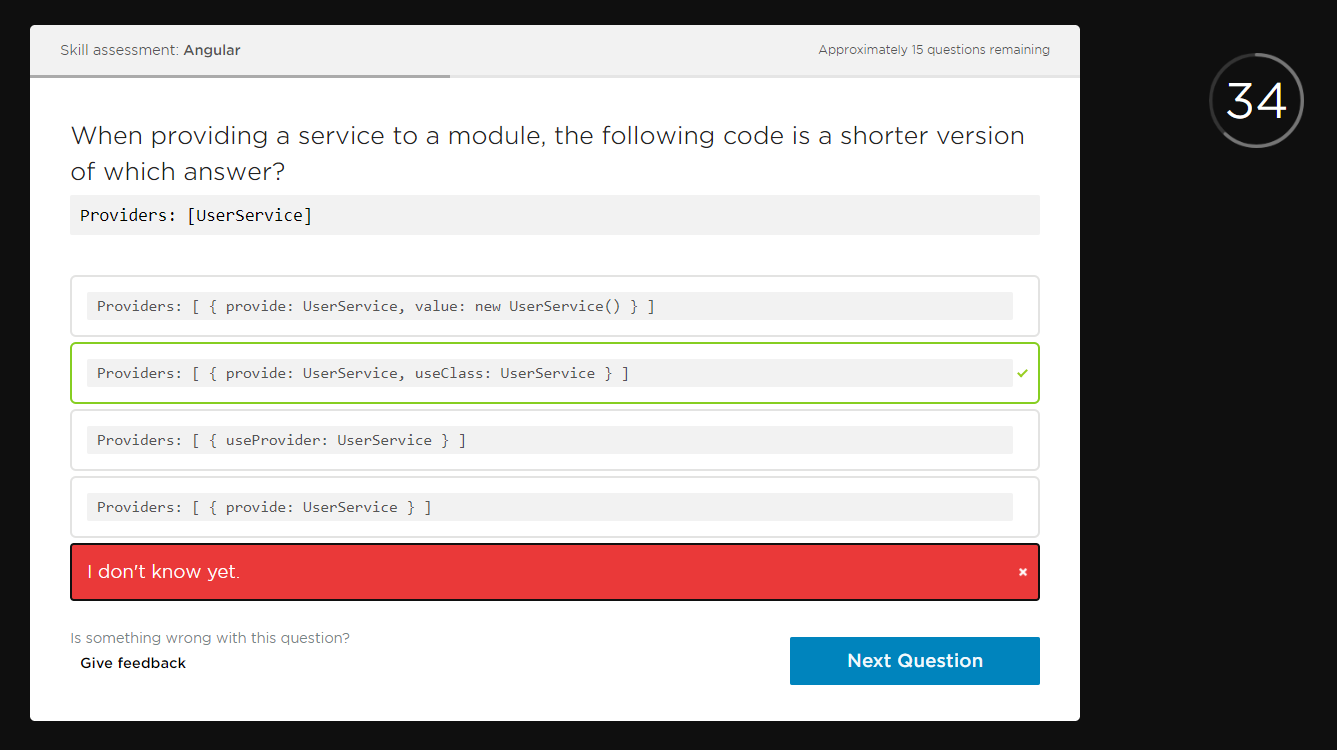 Skill assessment: Angular
Approximately 15 questions remaining
34
When providing a service to a module, the following code is a shorter version
of which answer?
Providers: [UserService]
Providers: [ { provide: UserService, value: new UserService() } ]
Providers: [ { provide: UserService, useClass: UserService } ]
Providers: [ { useProvider: UserService } ]
Providers: [ { provide: UserService } ]
I don't know yet.
Is something wrong with this question?
Give feedback
Next Question